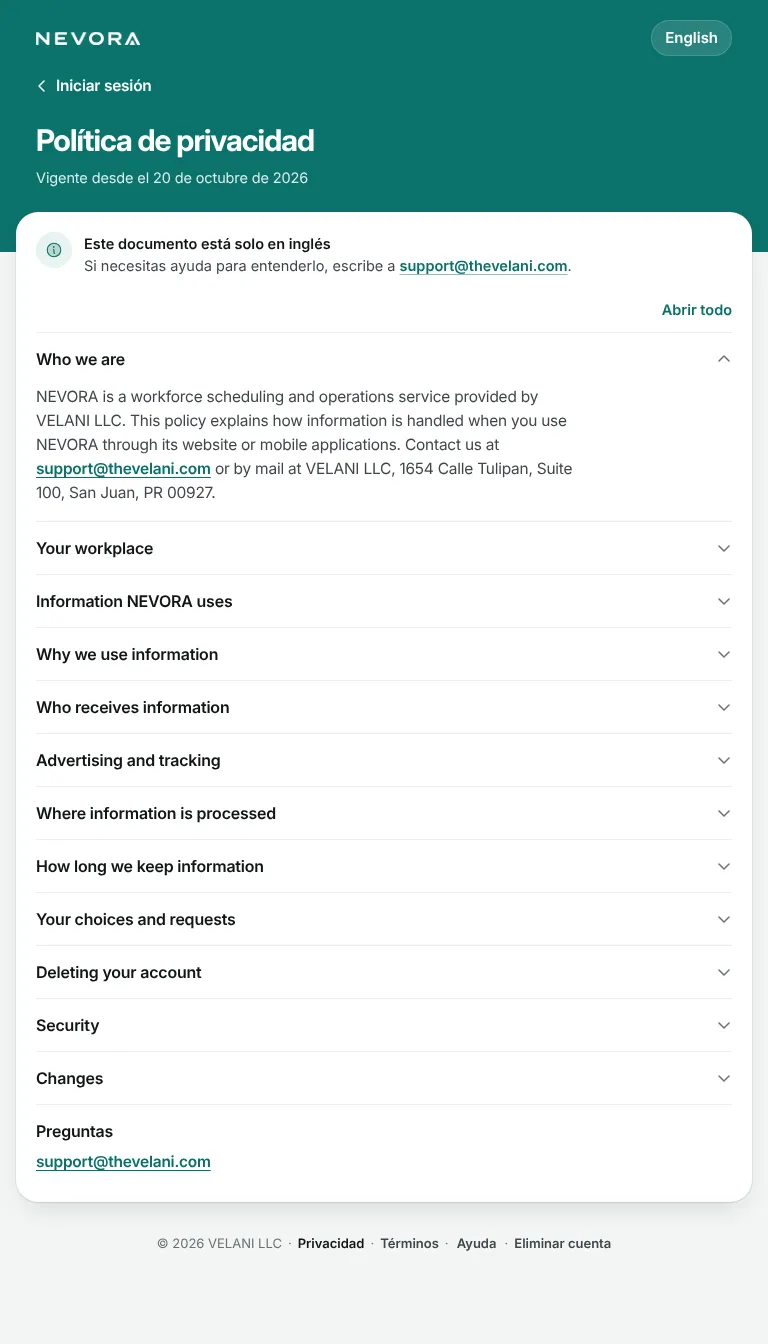 NEVORA
English
Iniciar sesión
Política de privacidad
Vigente desde el 20 de octubre de 2026
Este documento está solo en inglés
Si necesitas ayuda para entenderlo, escribe a support@thevelani.com.
Abrir todo
Who we are
NEVORA is a workforce scheduling and operations service provided by
VELANI LLC. This policy explains how information is handled when you use
NEVORA through its website or mobile applications. Contact us at
support@thevelani.com or by mail at VELANI LLC, 1654 Calle Tulipan, Suite
100, San Juan, PR 00927.
Your workplace
Information NEVORA uses
Why we use information
Who receives information
Advertising and tracking
Where information is processed
How long we keep information
Your choices and requests
Deleting your account
Security
Changes
Preguntas
support@thevelani.com
© 2026 VELANI LLC · Privacidad · Términos · Ayuda · Eliminar cuenta